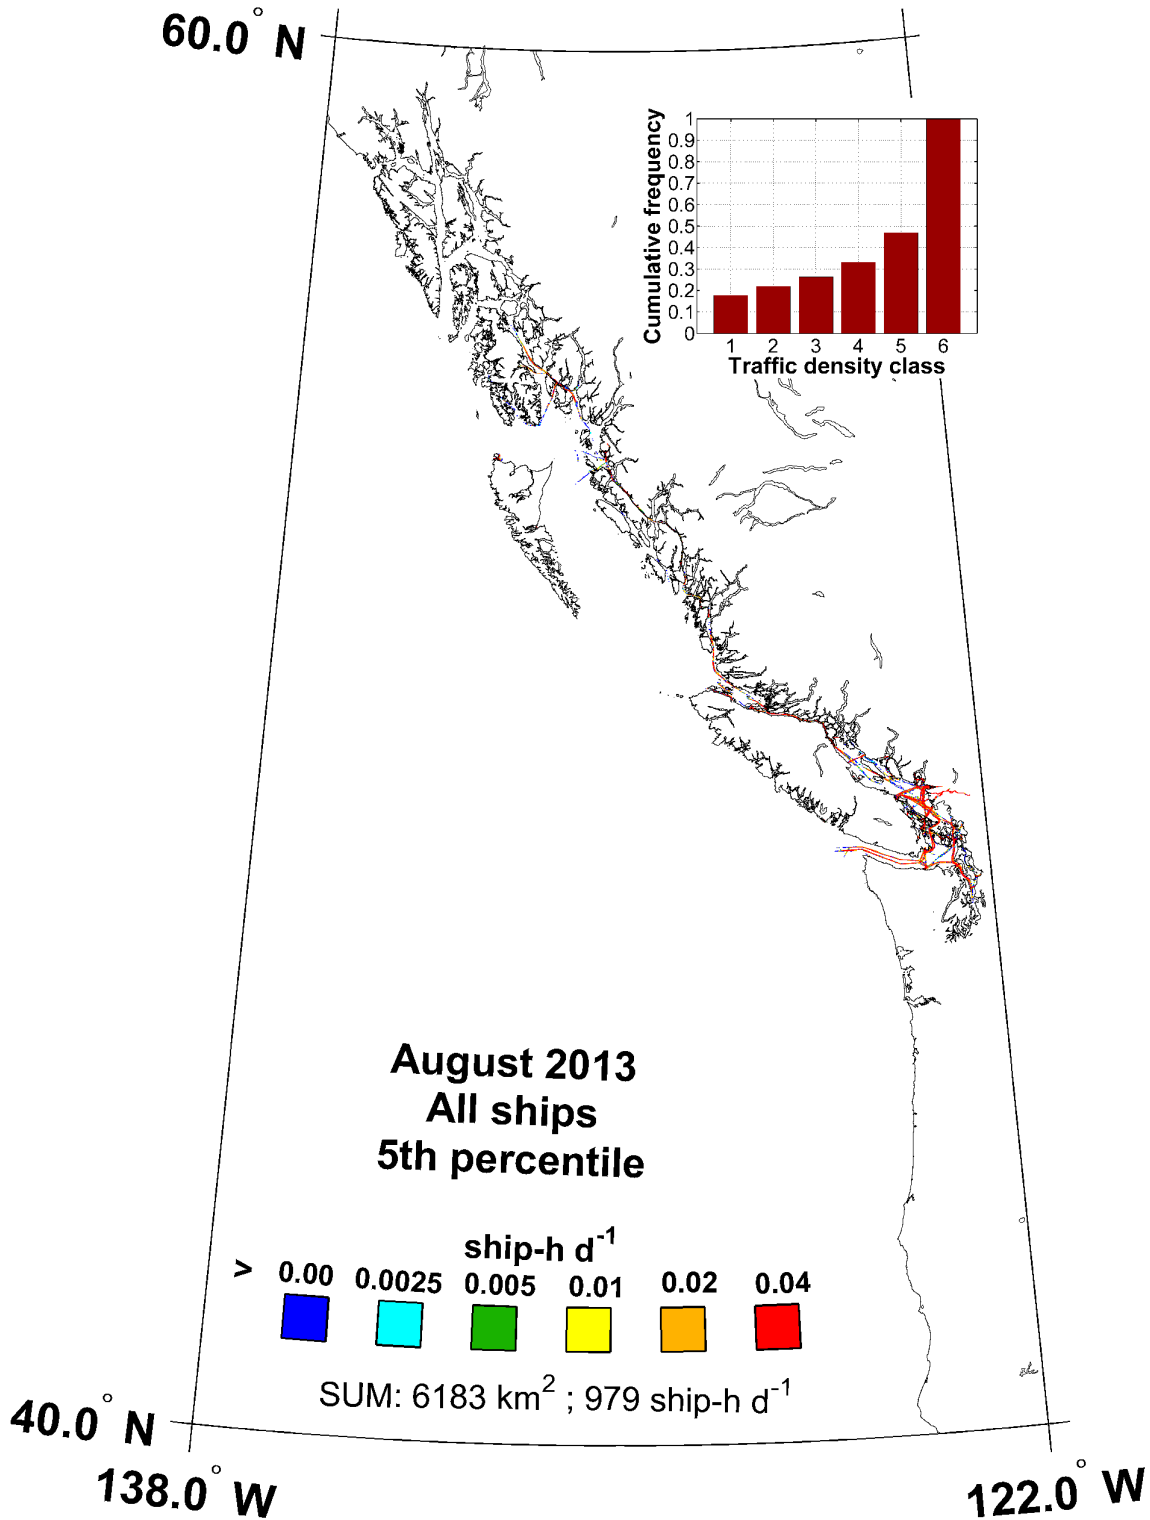 60.0° N
Cumulative frequency
1
0.9
0.8
0.7
0.6
0.5
0.4
0.3
0.2
0.1
0
1 2 3 4 5 6
Traffic density class
August 2013
All ships
5th percentile
ship-h d⁻¹
> 0.00 0.0025 0.005 0.01 0.02 0.04
SUM: 6183 km² ; 979 ship-h d⁻¹
40.0° N
138.0° W
122.0° W